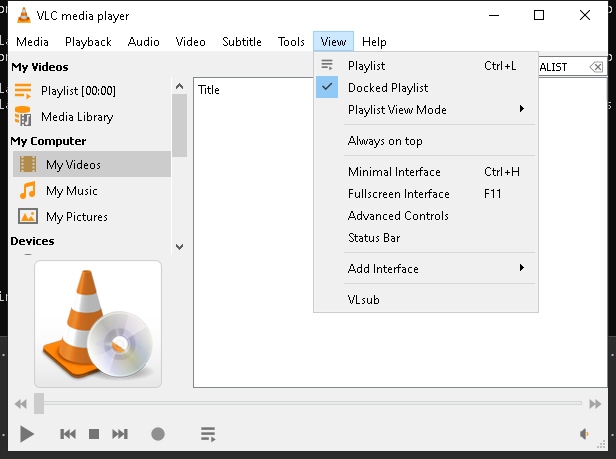 VLC media player
Media Playback Audio Video Subtitle Tools View Help
My Videos
Playlist [00:00]
Media Library
My Computer
My Videos
My Music
My Pictures
Devices
Title
ALIST
Playlist Ctrl+L
Docked Playlist
Playlist View Mode
Always on top
Minimal Interface Ctrl+H
Fullscreen Interface F11
Advanced Controls
Status Bar
Add Interface
VLsub